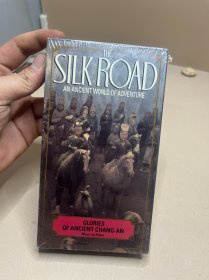 THE
SILK ROAD
AN ANCIENT WORLD OF ADVENTURE
GLORIES
OF ANCIENT CHANG-AN